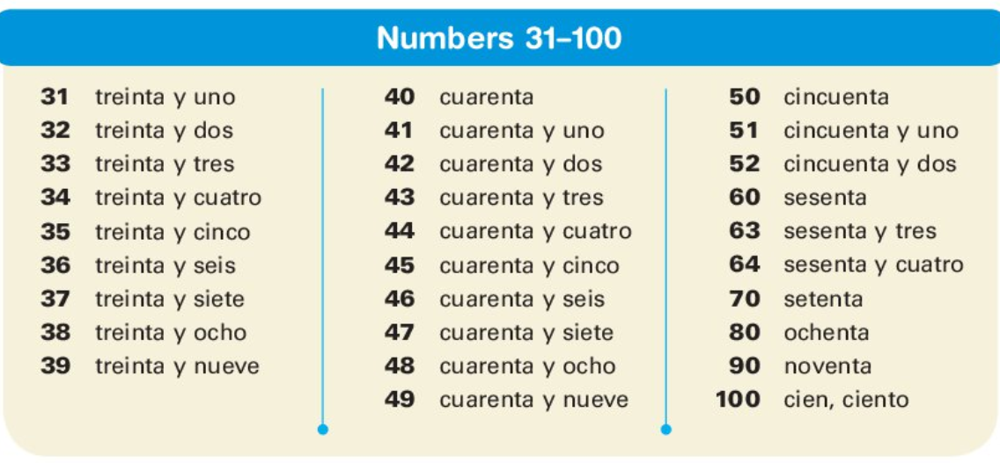 Numbers 31–100
31 treinta y uno
32 treinta y dos
33 treinta y tres
34 treinta y cuatro
35 treinta y cinco
36 treinta y seis
37 treinta y siete
38 treinta y ocho
39 treinta y nueve
40 cuarenta
41 cuarenta y uno
42 cuarenta y dos
43 cuarenta y tres
44 cuarenta y cuatro
45 cuarenta y cinco
46 cuarenta y seis
47 cuarenta y siete
48 cuarenta y ocho
49 cuarenta y nueve
50 cincuenta
51 cincuenta y uno
52 cincuenta y dos
60 sesenta
63 sesenta y tres
64 sesenta y cuatro
70 setenta
80 ochenta
90 noventa
100 cien, ciento